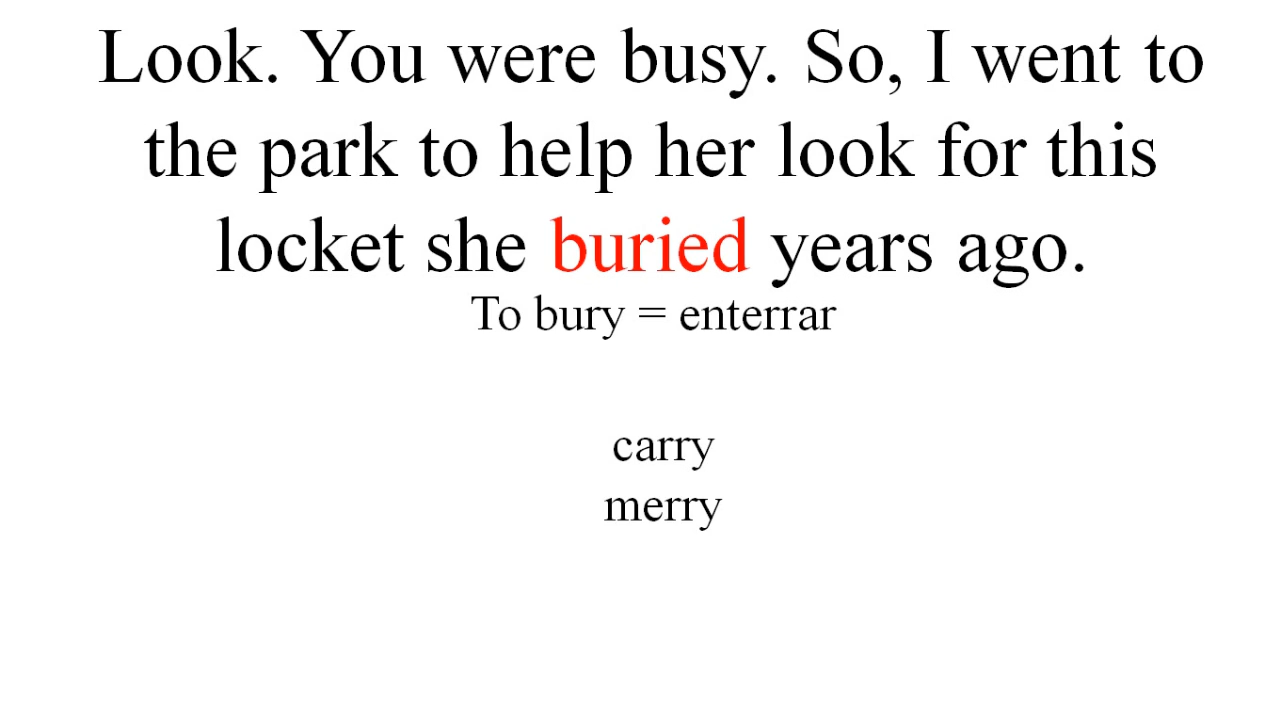 Look. You were busy. So, I went to
the park to help her look for this
locket she buried years ago.
To bury = enterrar
carry
merry